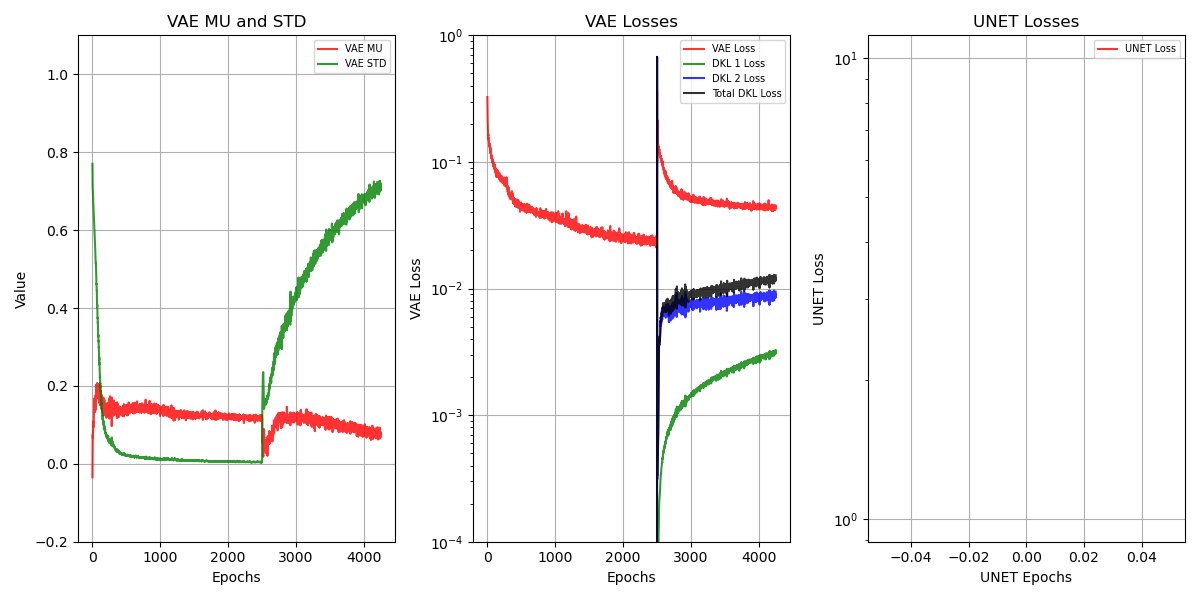 VAE MU and STD
VAE MU
VAE STD
1.0
0.8
0.6
0.4
0.2
0.0
−0.2
Value
0
1000
2000
3000
4000
Epochs
VAE Losses
VAE Loss
DKL 1 Loss
DKL 2 Loss
Total DKL Loss
10⁰
10⁻¹
10⁻²
10⁻³
10⁻⁴
VAE Loss
0
1000
2000
3000
4000
Epochs
UNET Losses
UNET Loss
10¹
10⁰
UNET Loss
−0.04
−0.02
0.00
0.02
0.04
UNET Epochs